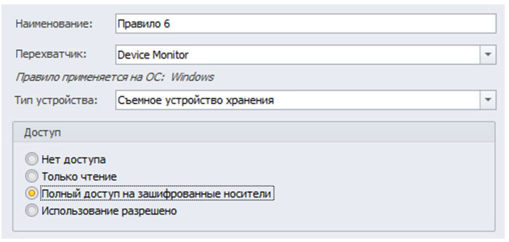 Наименование: Правило 6
Перехватчик: Device Monitor
Правило применяется на ОС: Windows
Тип устройства: Съемное устройство хранения
Доступ
Нет доступа
Только чтение
Полный доступ на зашифрованные носители
Использование разрешено